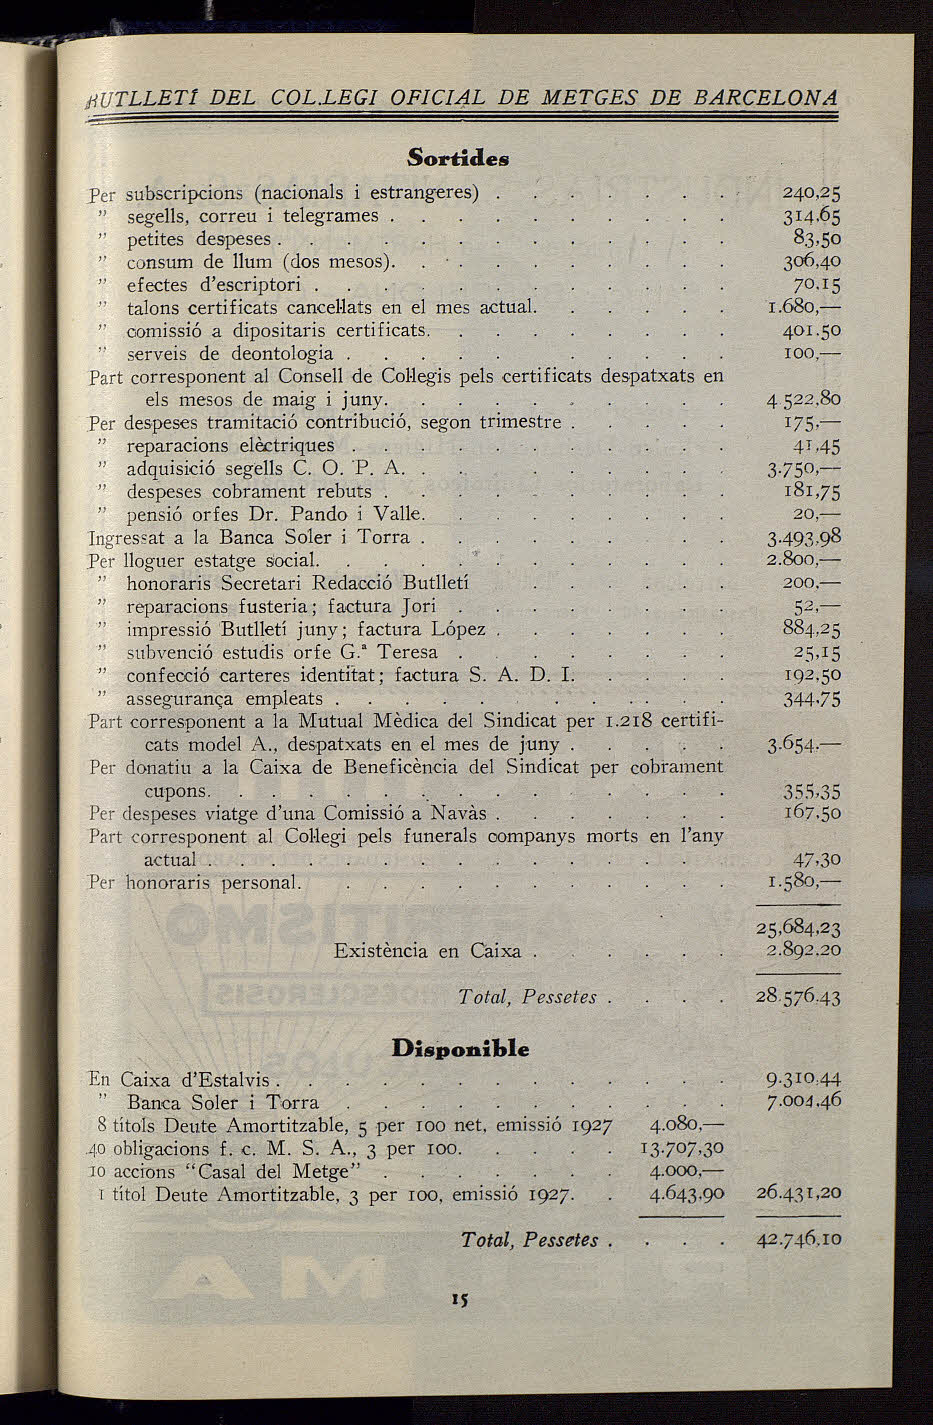 BUTLLETÍ DEL COL.LEGI OFICIAL DE METGES DE BARCELONA
Sortides
Per subscripcions (nacionals i estrangeres) . . . . . . . 240,25
” segells, correu i telegrames . . . . . . . . . . 314,65
” petites despeses . . . . . . . . . . . . . 83,50
” consum de llum (dos mesos). . . . . . . . . . 306,40
” efectes d’escriptori . . . . . . . . . . . . 70,15
” talons certificats cancel·lats en el mes actual. . . . . . 1.680,—
” comissió a dipositaris certificats. . . . . . . . . 401.50
” serveis de deontologia . . . . . . . . . . 100,—
Part corresponent al Consell de Col·legis pels certificats despatxats en
els mesos de maig i juny. . . . . . . . . . 4 522,80
Per despeses tramitació contribució, segon trimestre . . . . . 175,—
” reparacions elèctriques . . . . . . . . . . . 41,45
” adquisició segells C. O. P. A. . . . . . . . . . 3.750,—
” despeses cobrament rebuts . . . . . . . . . . 181,75
” pensió orfes Dr. Pando i Valle. . . . . . . . . 20,—
Ingressat a la Banca Soler i Torra . . . . . . . . . 3.493,98
Per lloguer estatge social. . . . . . . . . . . . 2.800,—
” honoraris Secretari Redacció Butlletí . . . . . . 200,—
” reparacions fusteria; factura Jori . . . . . . . . 52,—
” impressió Butlletí juny; factura López . . . . . . . 884,25
” subvenció estudis orfe G.ª Teresa . . . . . . . . 25,15
” confecció carteres identitat; factura S. A. D. I. . . . . 192,50
” assegurança empleats . . . . . . . . . . . 344.75
Part corresponent a la Mutual Mèdica del Sindicat per 1.218 certifi-
cats model A., despatxats en el mes de juny . . . . . 3.654.—
Per donatiu a la Caixa de Beneficència del Sindicat per cobrament
cupons. . . . . . . . . . . . . . . 355,35
Per despeses viatge d’una Comissió a Navàs . . . . . . . 167,50
Part corresponent al Col·legi pels funerals companys morts en l’any
actual . . . . . . . . . . . . . . . 47,30
Per honoraris personal. . . . . . . . . . . . 1.580,—
25,684,23
Existència en Caixa . . . . . . 2.892.20
Total, Pessetes . . . . 28.576.43
Disponible
En Caixa d’Estalvis . . . . . . . . . . . . . 9.310.44
” Banca Soler i Torra . . . . . . . . . . . 7.004,46
8 títols Deute Amortitzable, 5 per 100 net, emissió 1927 4.080,—
40 obligacions f. c. M. S. A., 3 per 100. . . . . . 13.707,30
10 accions “Casal del Metge” . . . . . . . 4.000,—
1 títol Deute Amortitzable, 3 per 100, emissió 1927. . 4.643,90 26.431,20
Total, Pessetes . . . . 42.746,10
15